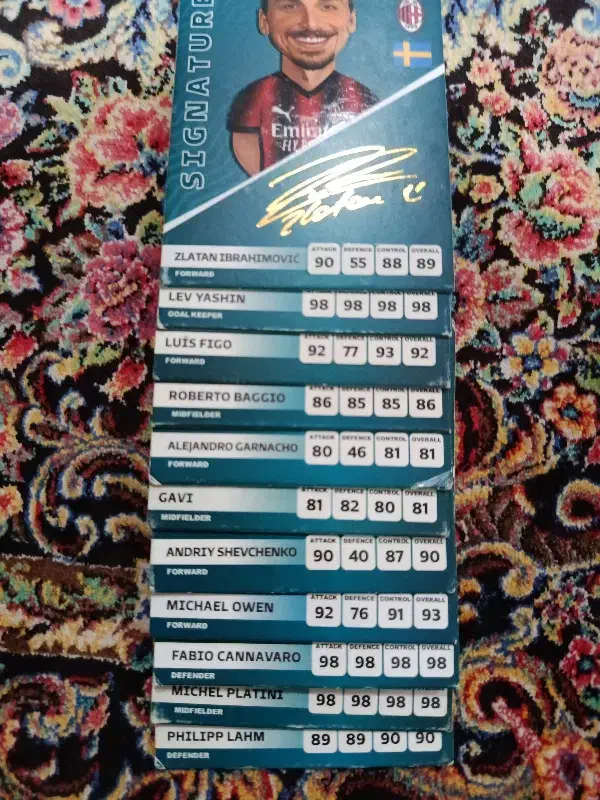 SIGNATURE
Emirates
FLY B
Zlatan
ATTACK DEFENCE CONTROL OVERALL
ZLATAN IBRAHIMOVIĆ 90 55 88 89
FORWARD
LEV YASHIN 98 98 98 98
GOAL KEEPER
ATTACK DEFENCE CONTROL OVERALL
LUÍS FIGO 92 77 93 92
FORWARD
ATTACK DEFENCE CONTROL OVERALL
ROBERTO BAGGIO 86 85 85 86
MIDFIELDER
ATTACK DEFENCE CONTROL OVERALL
ALEJANDRO GARNACHO 80 46 81 81
FORWARD
ATTACK DEFENCE CONTROL OVERALL
GAVI 81 82 80 81
MIDFIELDER
ATTACK DEFENCE CONTROL OVERALL
ANDRIY SHEVCHENKO 90 40 87 90
FORWARD
ATTACK DEFENCE CONTROL OVERALL
MICHAEL OWEN 92 76 91 93
FORWARD
ATTACK DEFENCE CONTROL OVERALL
FABIO CANNAVARO 98 98 98 98
DEFENDER
MICHEL PLATINI 98 98 98 98
MIDFIELDER
PHILIPP LAHM 89 89 90 90
DEFENDER